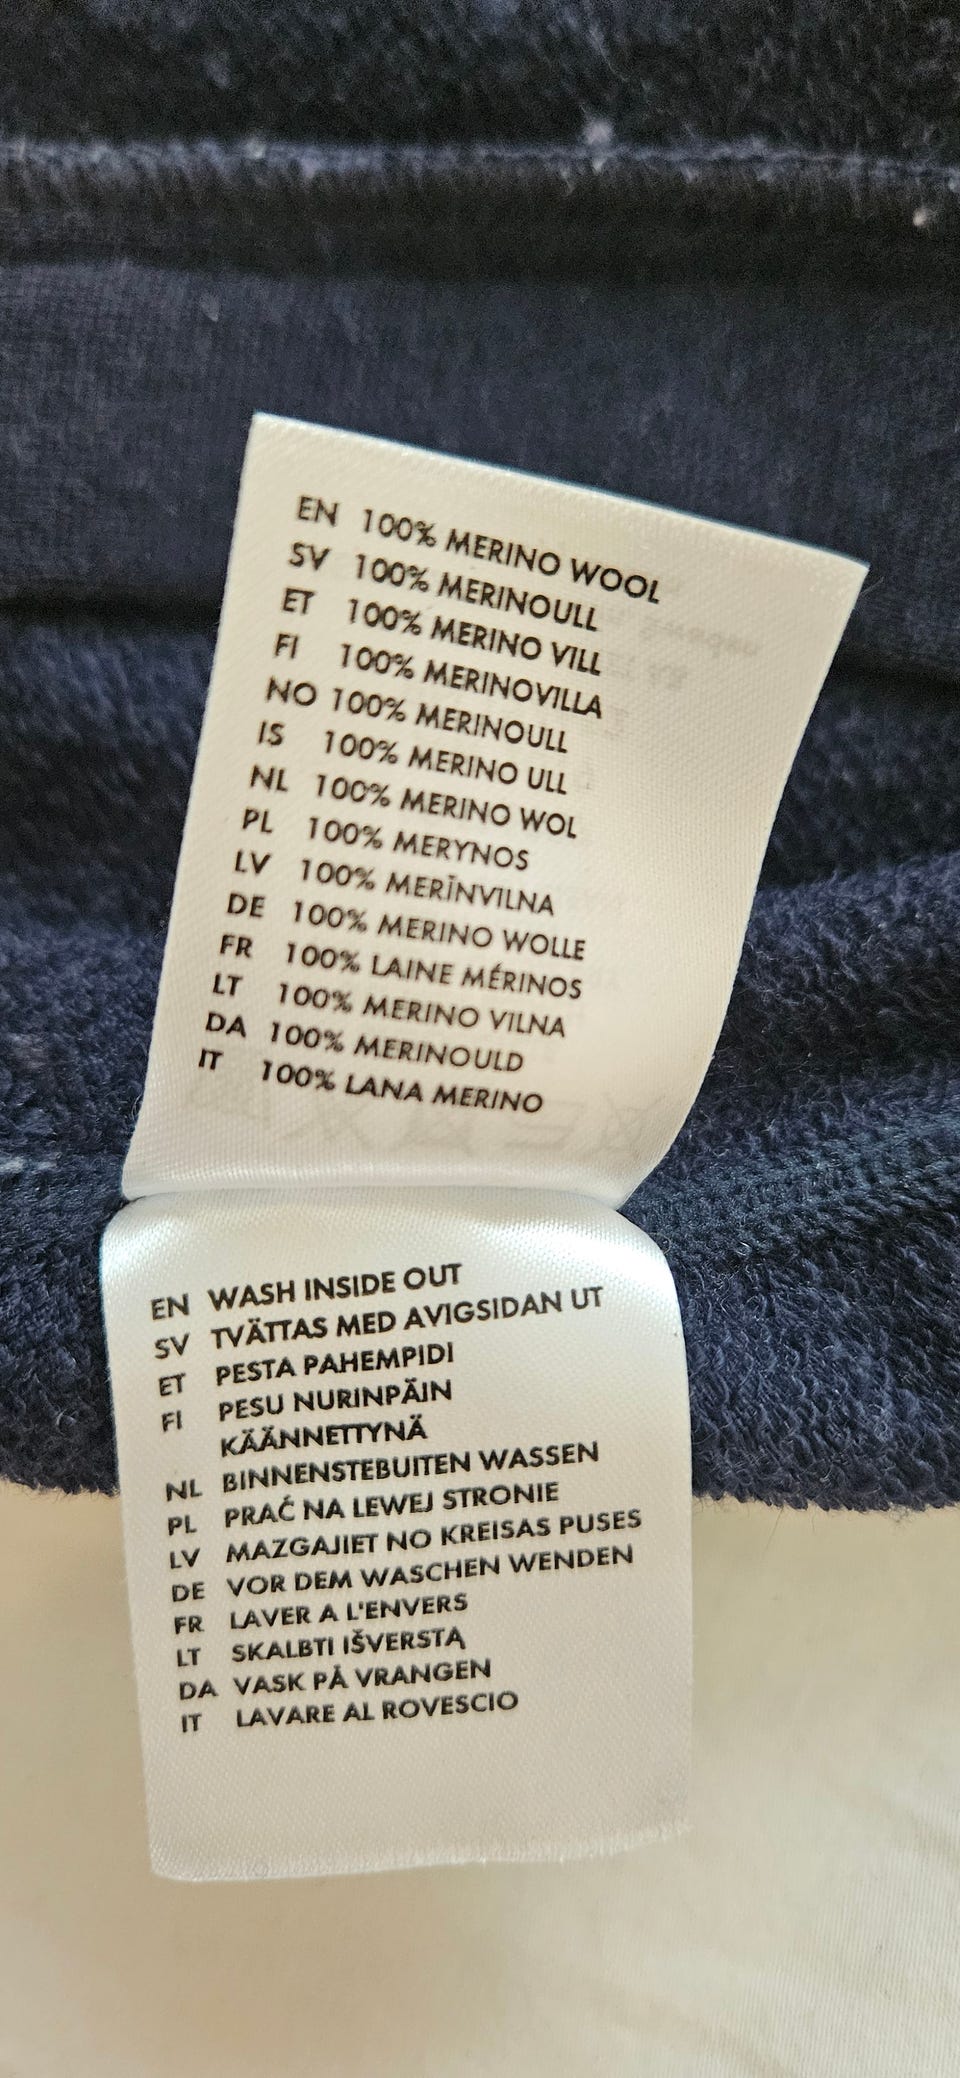 EN 100% MERINO WOOL
SV 100% MERINOULL
ET 100% MERINO VILL
FI 100% MERINOVILLA
NO 100% MERINOULL
IS 100% MERINO ULL
NL 100% MERINO WOL
PL 100% MERYNOS
LV 100% MERĪNVILNA
DE 100% MERINO WOLLE
FR 100% LAINE MÉRINOS
LT 100% MERINO VILNA
DA 100% MERINOULD
IT 100% LANA MERINO
EN WASH INSIDE OUT
SV TVÄTTAS MED AVIGSIDAN UT
ET PESTA PAHEMPIDI
FI PESU NURINPÄIN
KÄÄNNETTYNÄ
NL BINNENSTEBUITEN WASSEN
PL PRAĆ NA LEWEJ STRONIE
LV MAZGAJIET NO KREISAS PUSES
DE VOR DEM WASCHEN WENDEN
FR LAVER A L'ENVERS
LT SKALBTI IŠVERSTĄ
DA VASK PÅ VRANGEN
IT LAVARE AL ROVESCIO